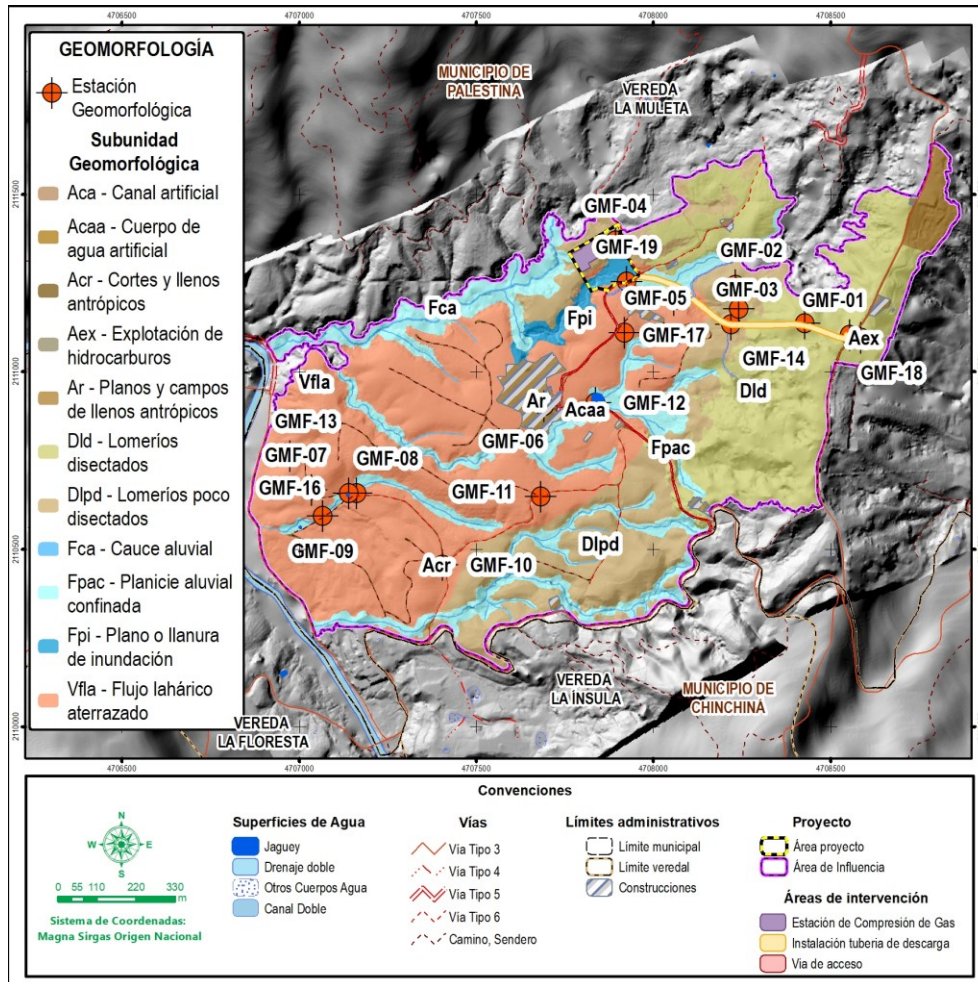 4706500
4707000
4707500
4708000
4708500
GEOMORFOLOGÍA
Estación
Geomorfológica
Subunidad
Geomorfológica
Aca - Canal artificial
Acaa - Cuerpo de
agua artificial
Acr - Cortes y llenos
antrópicos
Aex - Explotación de
hidrocarburos
Ar - Planos y campos
de llenos antrópicos
Dld - Lomeríos
disectados
Dlpd - Lomeríos poco
disectados
Fca - Cauce aluvial
Fpac - Planicie aluvial
confinada
Fpi - Plano o llanura
de inundación
Vfla - Flujo lahárico
aterrazado
MUNICIPIO DE
PALESTINA
VEREDA
LA MULETA
2111500
GMF-04
GMF-19
GMF-02
Fca
GMF-05
GMF-03
GMF-01
Fpi
GMF-17
Aex
2111000
GMF-14
GMF-18
Vfla
Dld
Ar
Acaa
GMF-12
GMF-13
GMF-06
Fpac
GMF-07
GMF-08
GMF-16
GMF-11
2110500
GMF-09
Dlpd
Acr
GMF-10
VEREDA
LA ÍNSULA
MUNICIPIO DE
CHINCHINÁ
VEREDA
LA FLORESTA
2110000
4706500
4707000
4707500
4708000
4708500
Convenciones
N
W
E
S
0 55 110 220 330
m
Sistema de Coordenadas:
Magna Sirgas Origen Nacional
Superficies de Agua
Jaguey
Drenaje doble
Otros Cuerpos Agua
Canal Doble
Vías
Vía Tipo 3
Vía Tipo 4
Vía Tipo 5
Vía Tipo 6
Camino, Sendero
Límites administrativos
Límite municipal
Límite veredal
Construcciones
Proyecto
Área proyecto
Área de Influencia
Áreas de intervención
Estación de Compresión de Gas
Instalación tuberia de descarga
Via de acceso